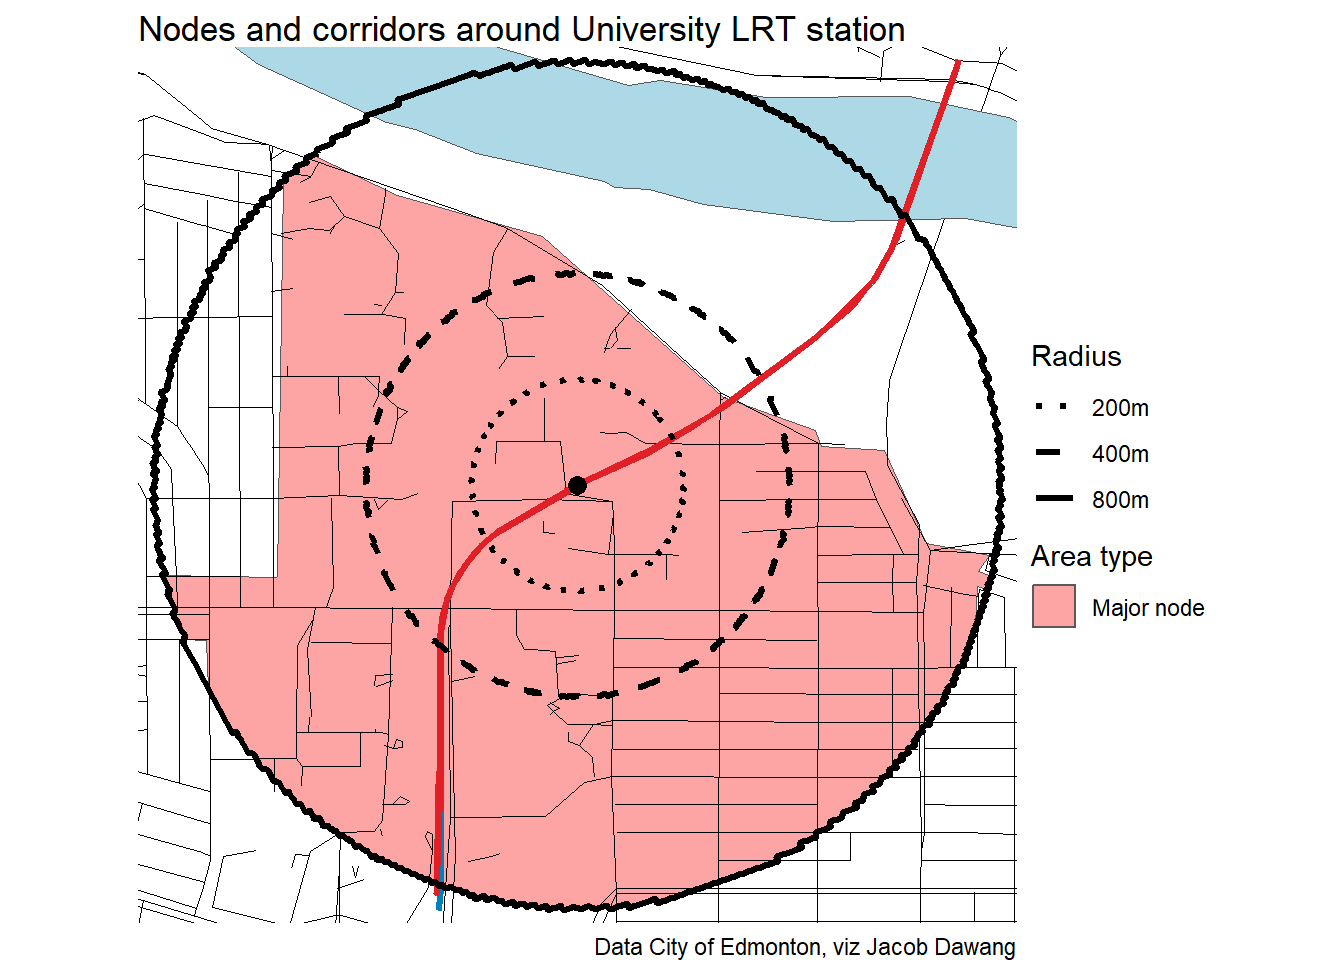 Nodes and corridors around University LRT station
Radius
200m
400m
800m
Area type
Major node
Data City of Edmonton, viz Jacob Dawang